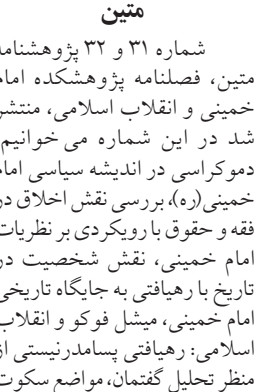 متین
شماره ۳۱ و ۳۲ پژوهشنامه
متین، فصلنامه پژوهشکده امام
خمینی و انقلاب اسلامی، منتشر
شد در این شماره می خوانیم:
دموکراسی در اندیشه سیاسی امام
خمینی(ره)، بررسی نقش اخلاق در
فقه و حقوق با رویکردی بر نظریات
امام خمینی، نقش شخصیت در
تاریخ با رهیافتی به جایگاه تاریخی
امام خمینی، میشل فوکو و انقلاب
اسلامی: رهیافتی پسامدرنیستی از
منظر تحلیل گفتمان، مواضع سکوت